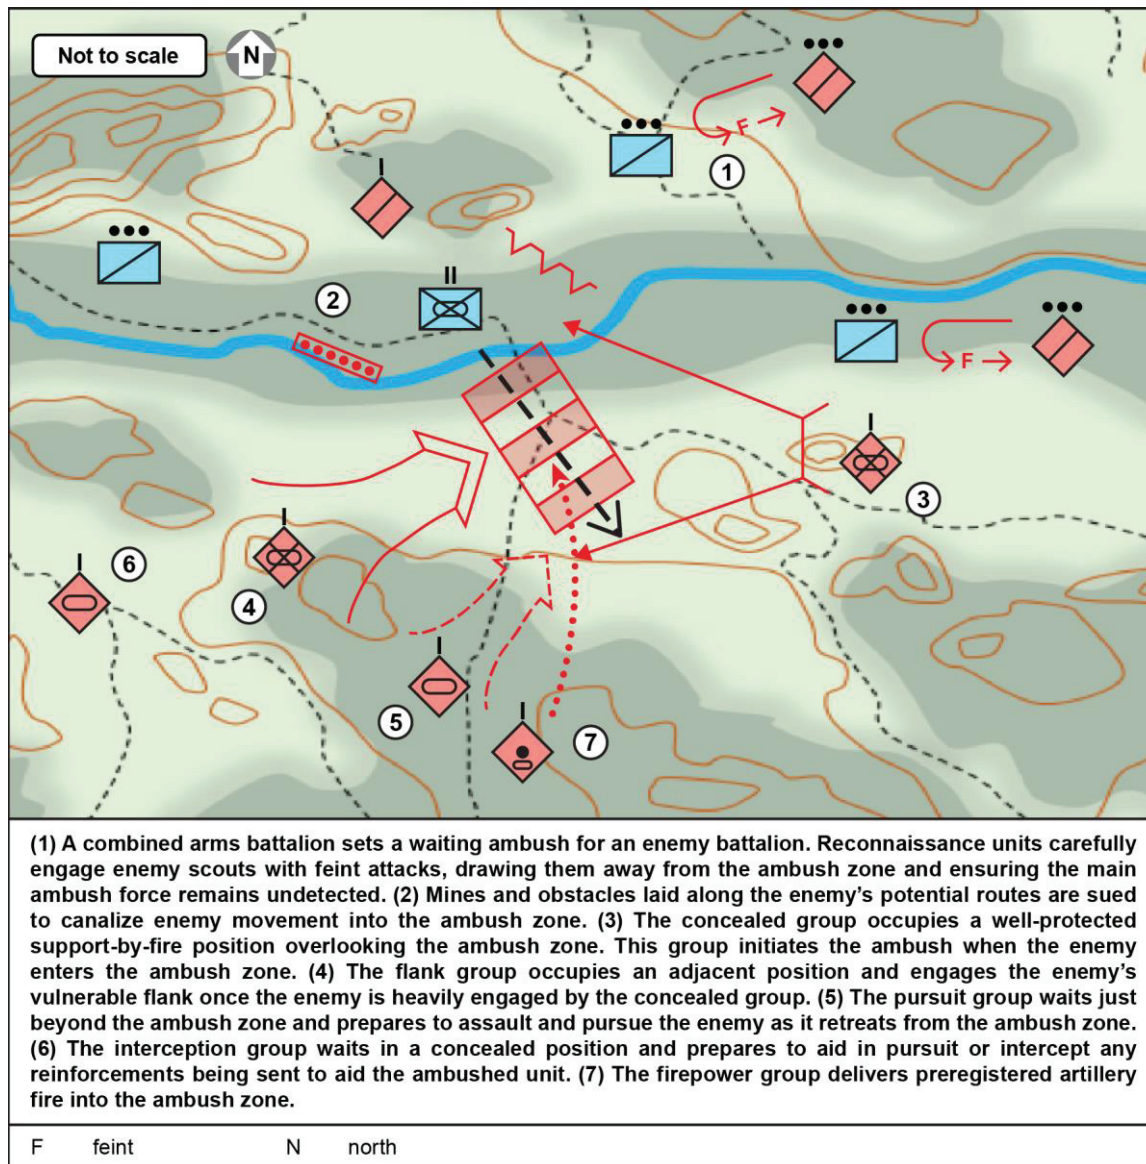 Not to scale
N
F
1
2
II
F
I
3
I
6
I
4
I
5
I
7
I
(1) A combined arms battalion sets a waiting ambush for an enemy battalion. Reconnaissance units carefully
engage enemy scouts with feint attacks, drawing them away from the ambush zone and ensuring the main
ambush force remains undetected. (2) Mines and obstacles laid along the enemy's potential routes are sued
to canalize enemy movement into the ambush zone. (3) The concealed group occupies a well-protected
support-by-fire position overlooking the ambush zone. This group initiates the ambush when the enemy
enters the ambush zone. (4) The flank group occupies an adjacent position and engages the enemy's
vulnerable flank once the enemy is heavily engaged by the concealed group. (5) The pursuit group waits just
beyond the ambush zone and prepares to assault and pursue the enemy as it retreats from the ambush zone.
(6) The interception group waits in a concealed position and prepares to aid in pursuit or intercept any
reinforcements being sent to aid the ambushed unit. (7) The firepower group delivers preregistered artillery
fire into the ambush zone.
F feint N north